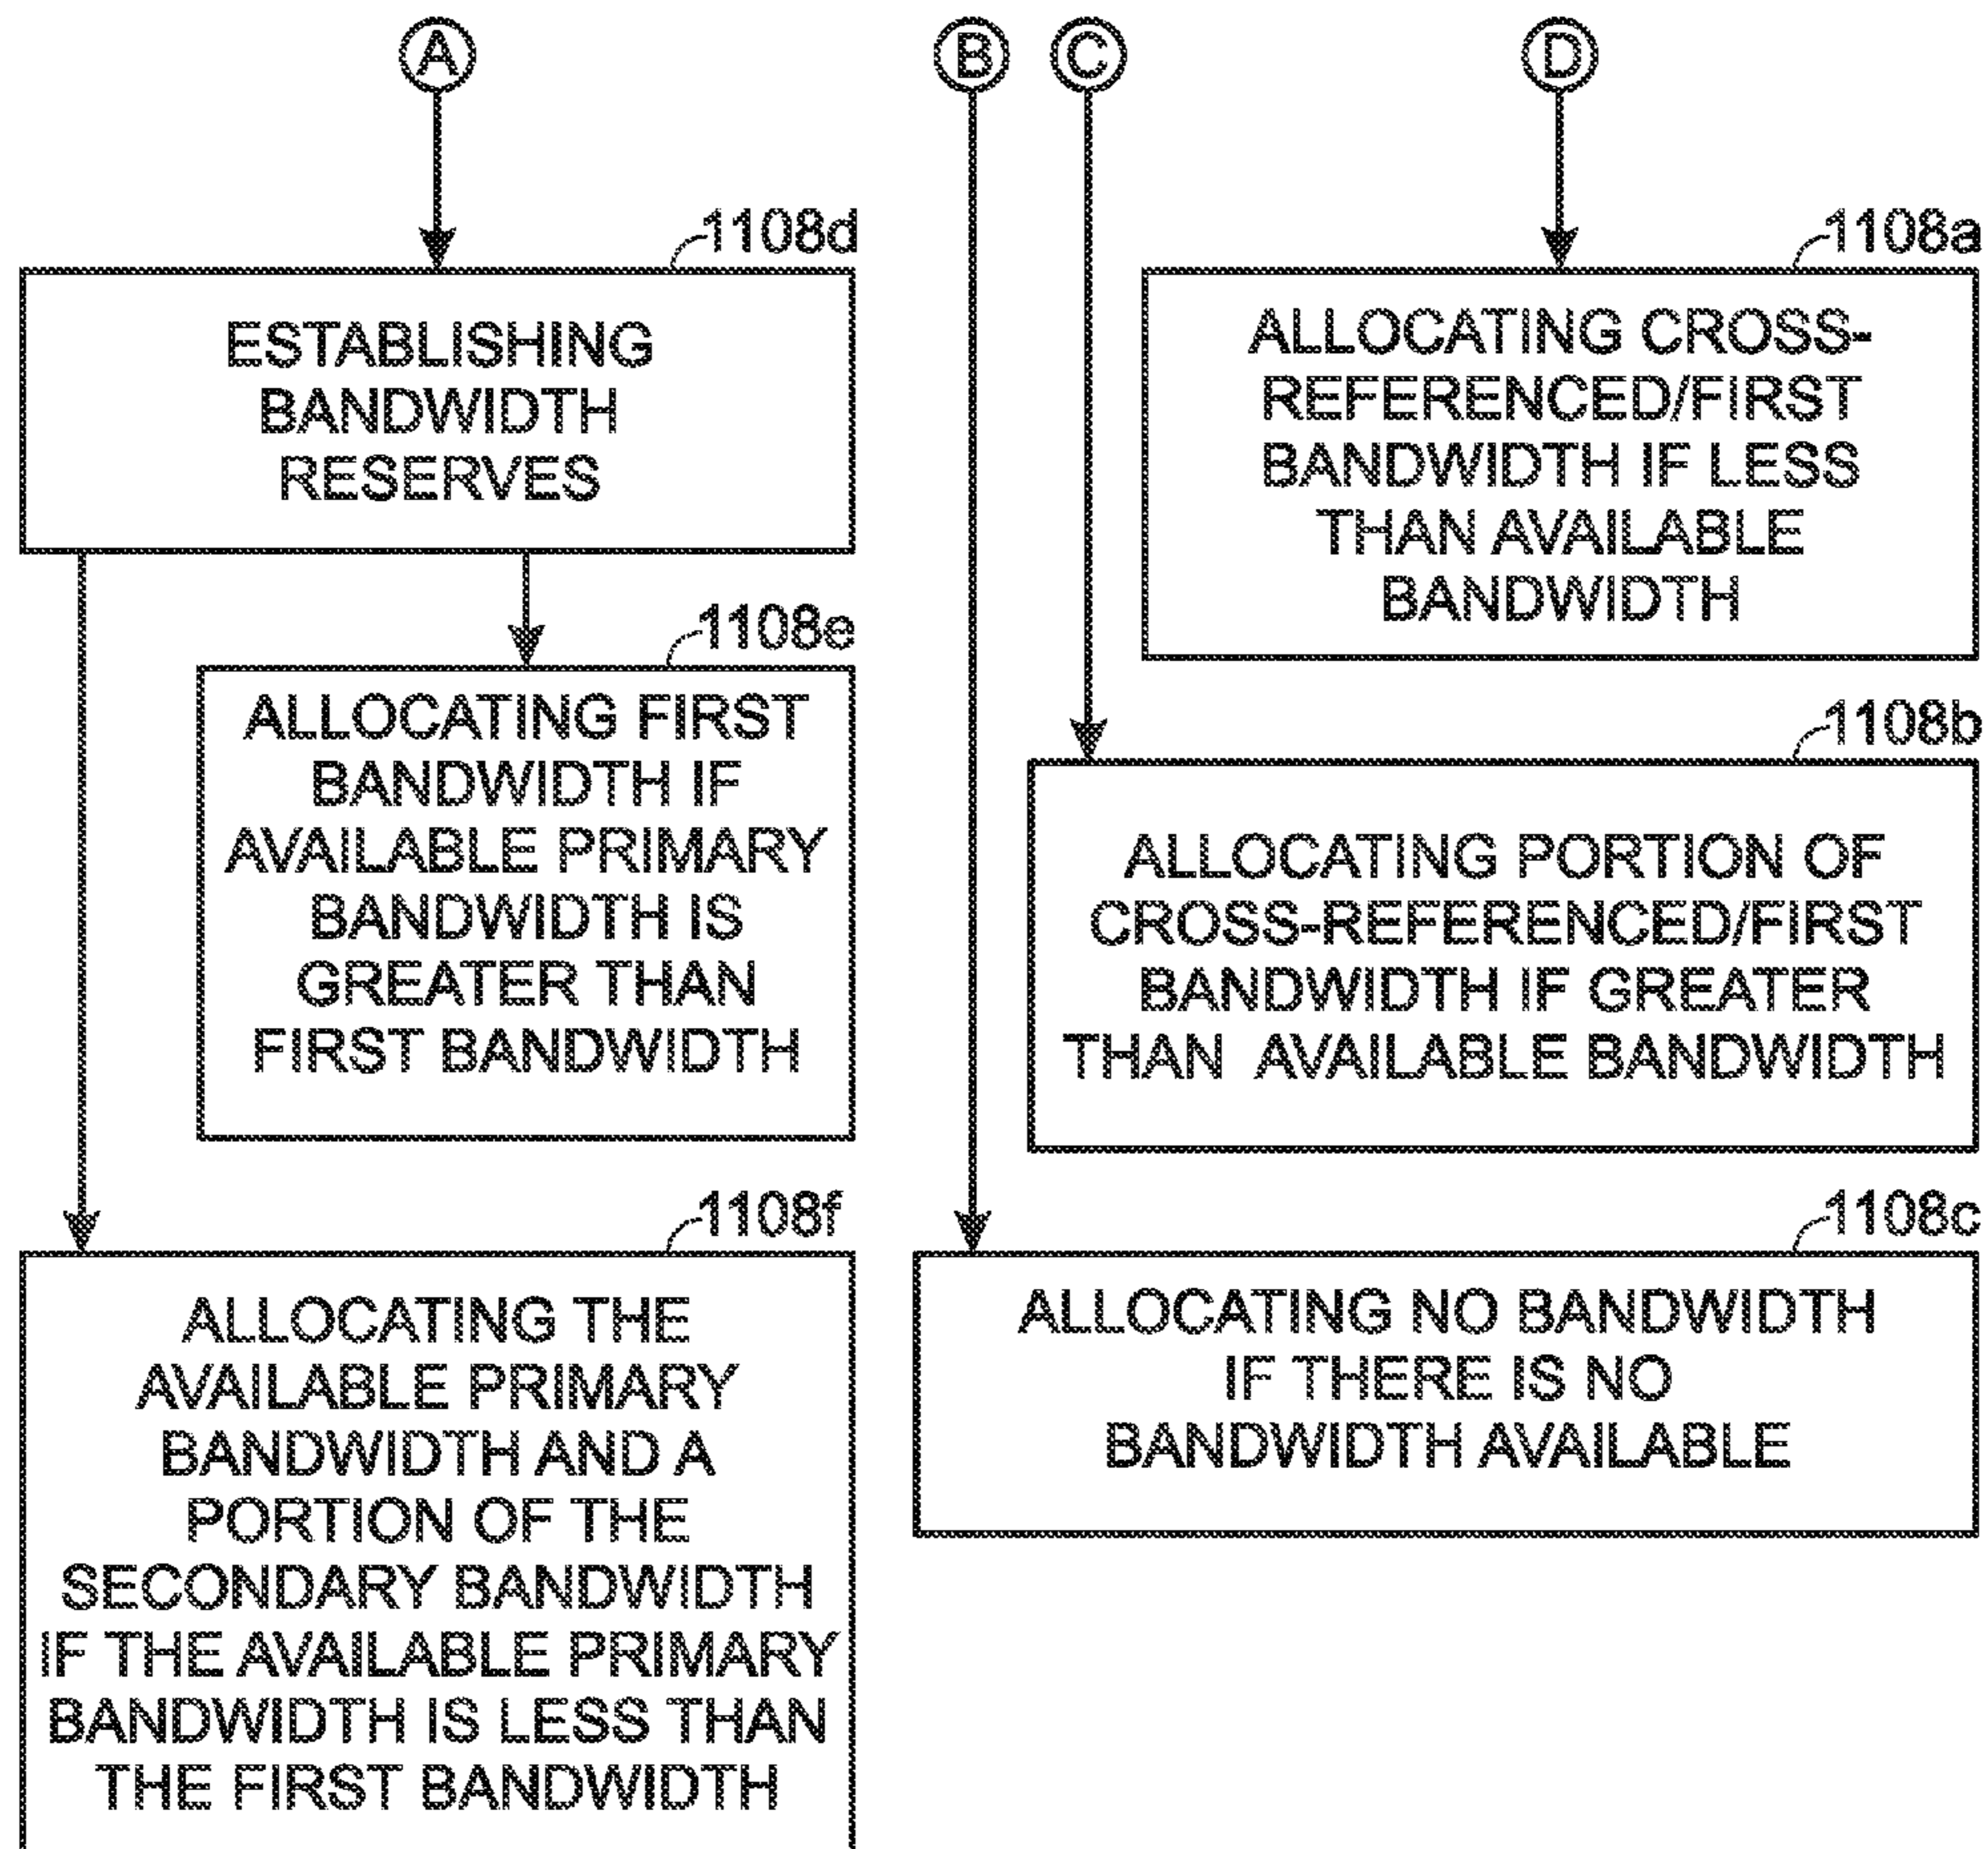 A
B
C
D
1108d
ESTABLISHING
BANDWIDTH
RESERVES
1108a
ALLOCATING CROSS-
REFERENCED/FIRST
BANDWIDTH IF LESS
THAN AVAILABLE
BANDWIDTH
1108e
ALLOCATING FIRST
BANDWIDTH IF
AVAILABLE PRIMARY
BANDWIDTH IS
GREATER THAN
FIRST BANDWIDTH
1108b
ALLOCATING PORTION OF
CROSS-REFERENCED/FIRST
BANDWIDTH IF GREATER
THAN AVAILABLE BANDWIDTH
1108f
ALLOCATING THE
AVAILABLE PRIMARY
BANDWIDTH AND A
PORTION OF THE
SECONDARY BANDWIDTH
IF THE AVAILABLE PRIMARY
BANDWIDTH IS LESS THAN
THE FIRST BANDWIDTH
1108c
ALLOCATING NO BANDWIDTH
IF THERE IS NO
BANDWIDTH AVAILABLE